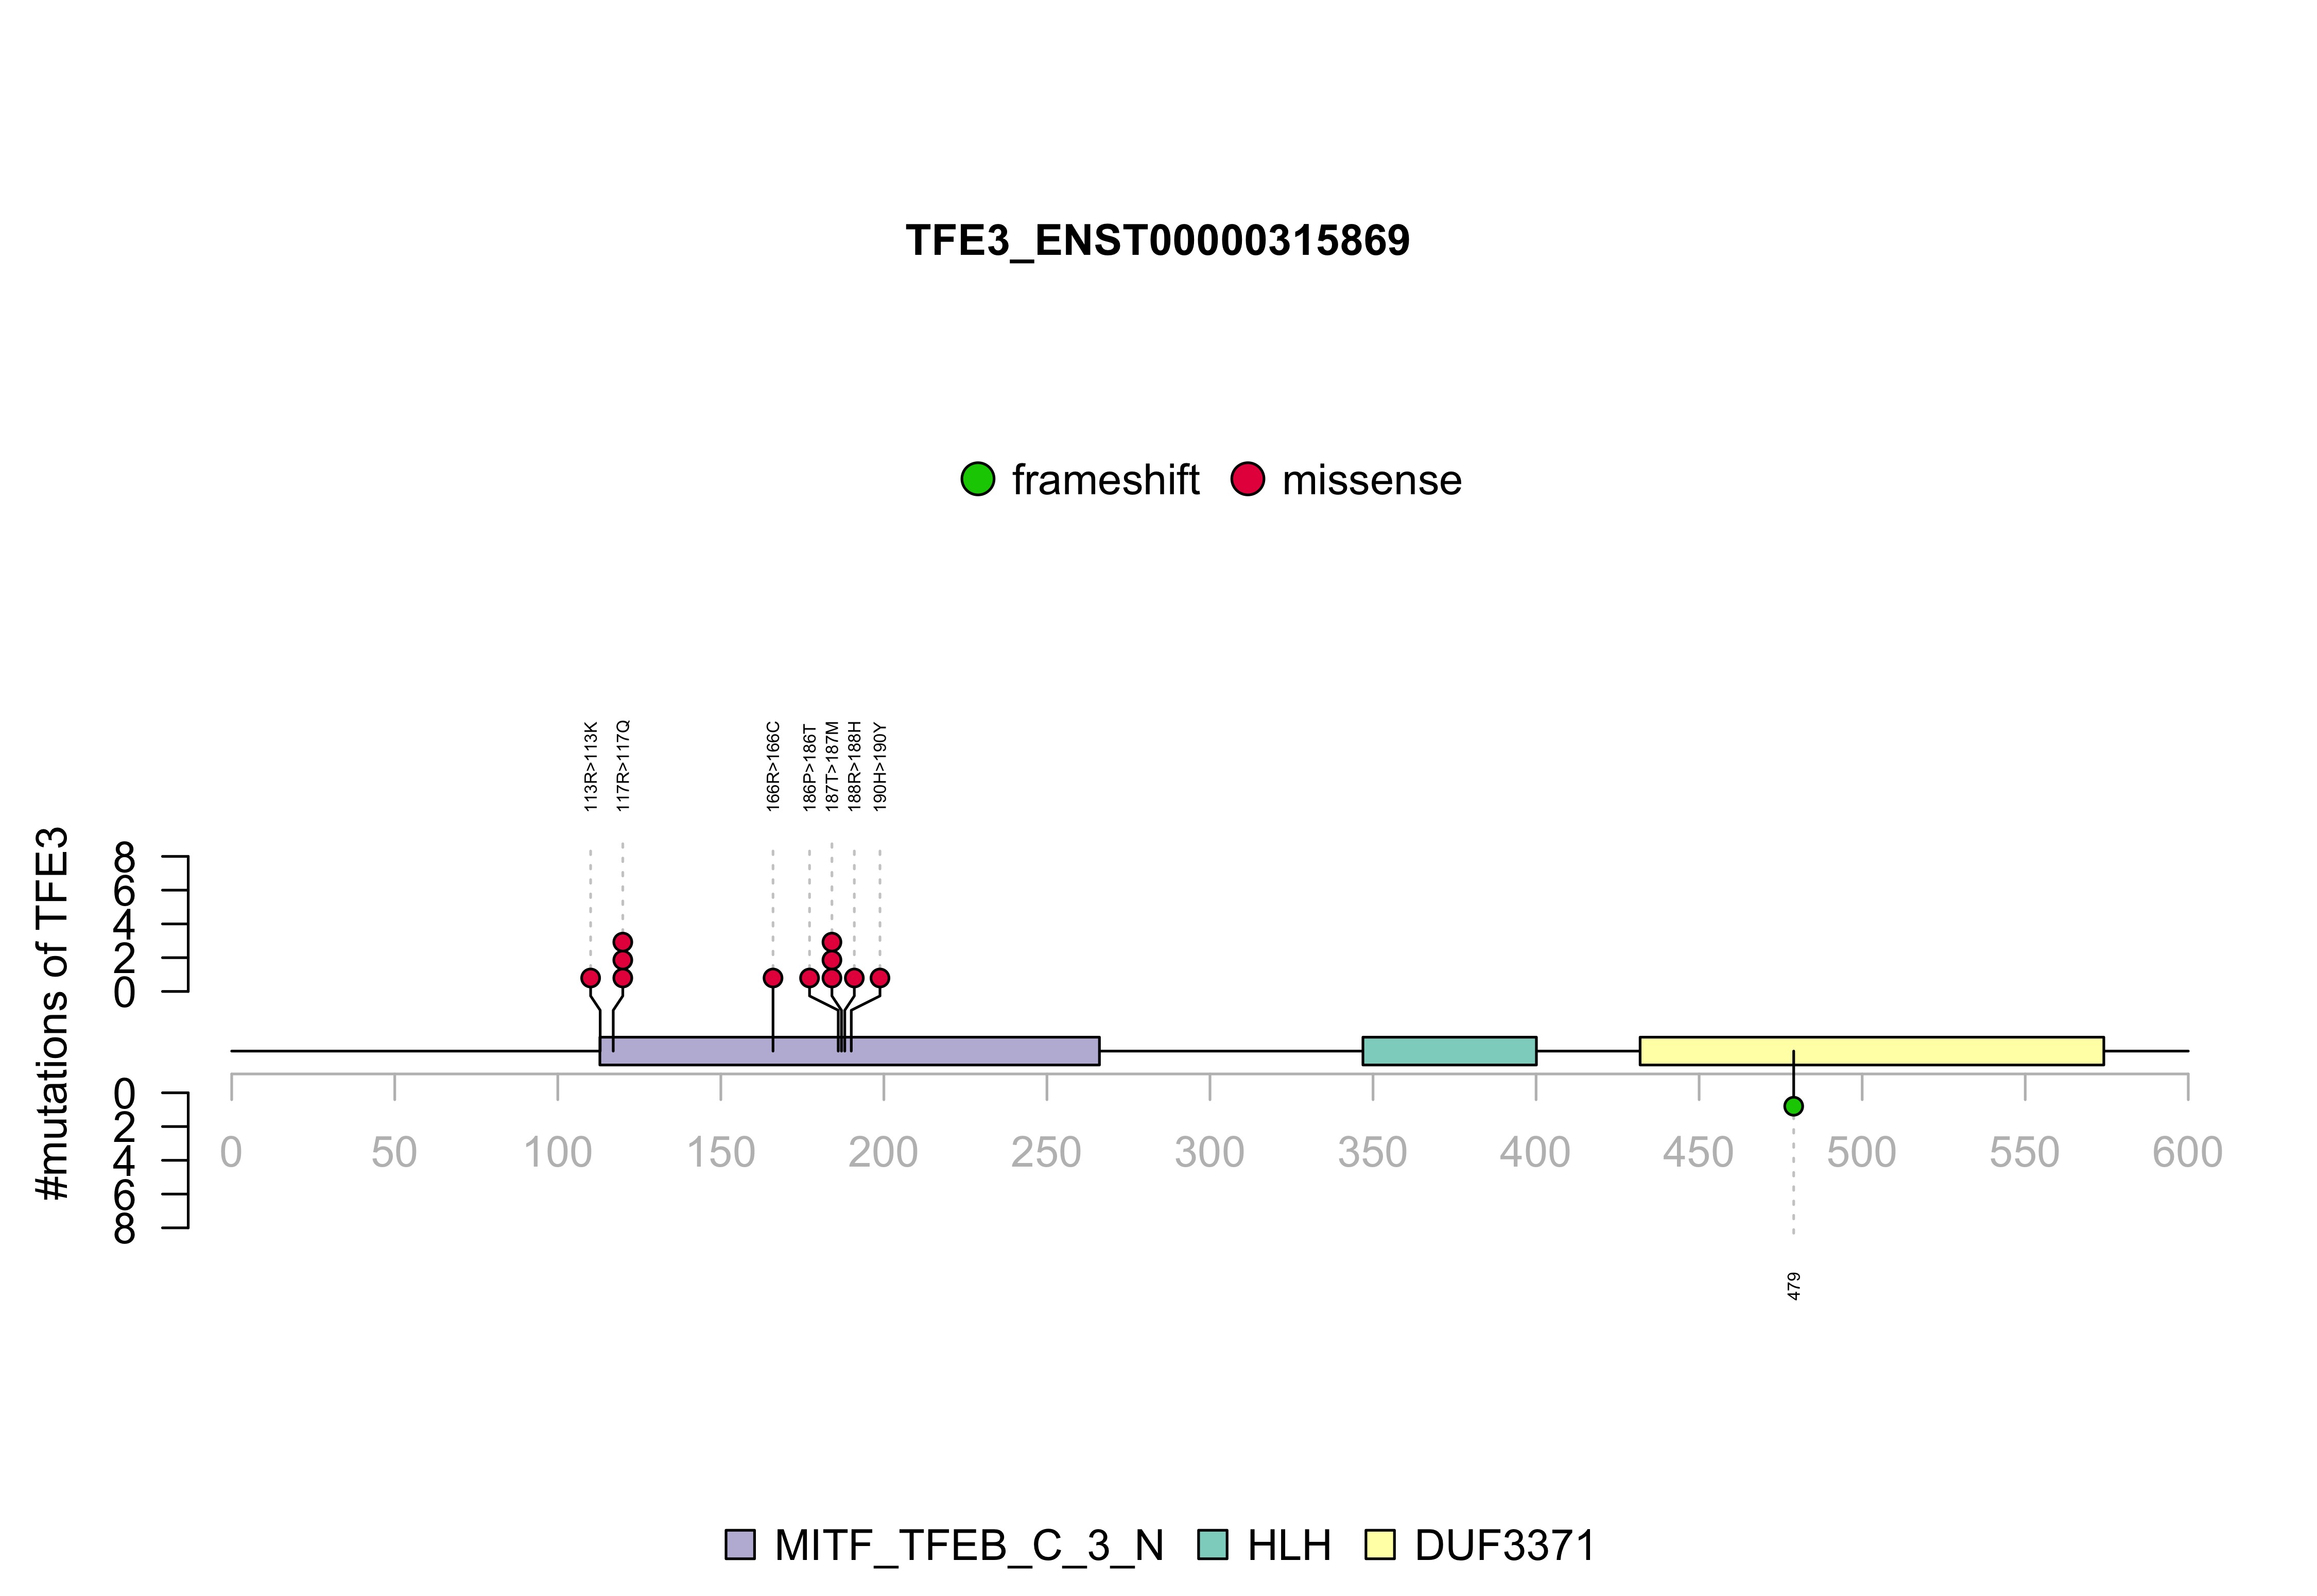 TFE3_ENST00000315869
frameshift missense
113R>113K
117R>117Q
166R>166C
186P>186T
187T>187M
188R>188H
190H>190Y
#mutations of TFE3
8
6
4
2
0
0
2
4
6
8
0 50 100 150 200 250 300 350 400 450 500 550 600
479
MITF_TFEB_C_3_N HLH DUF3371